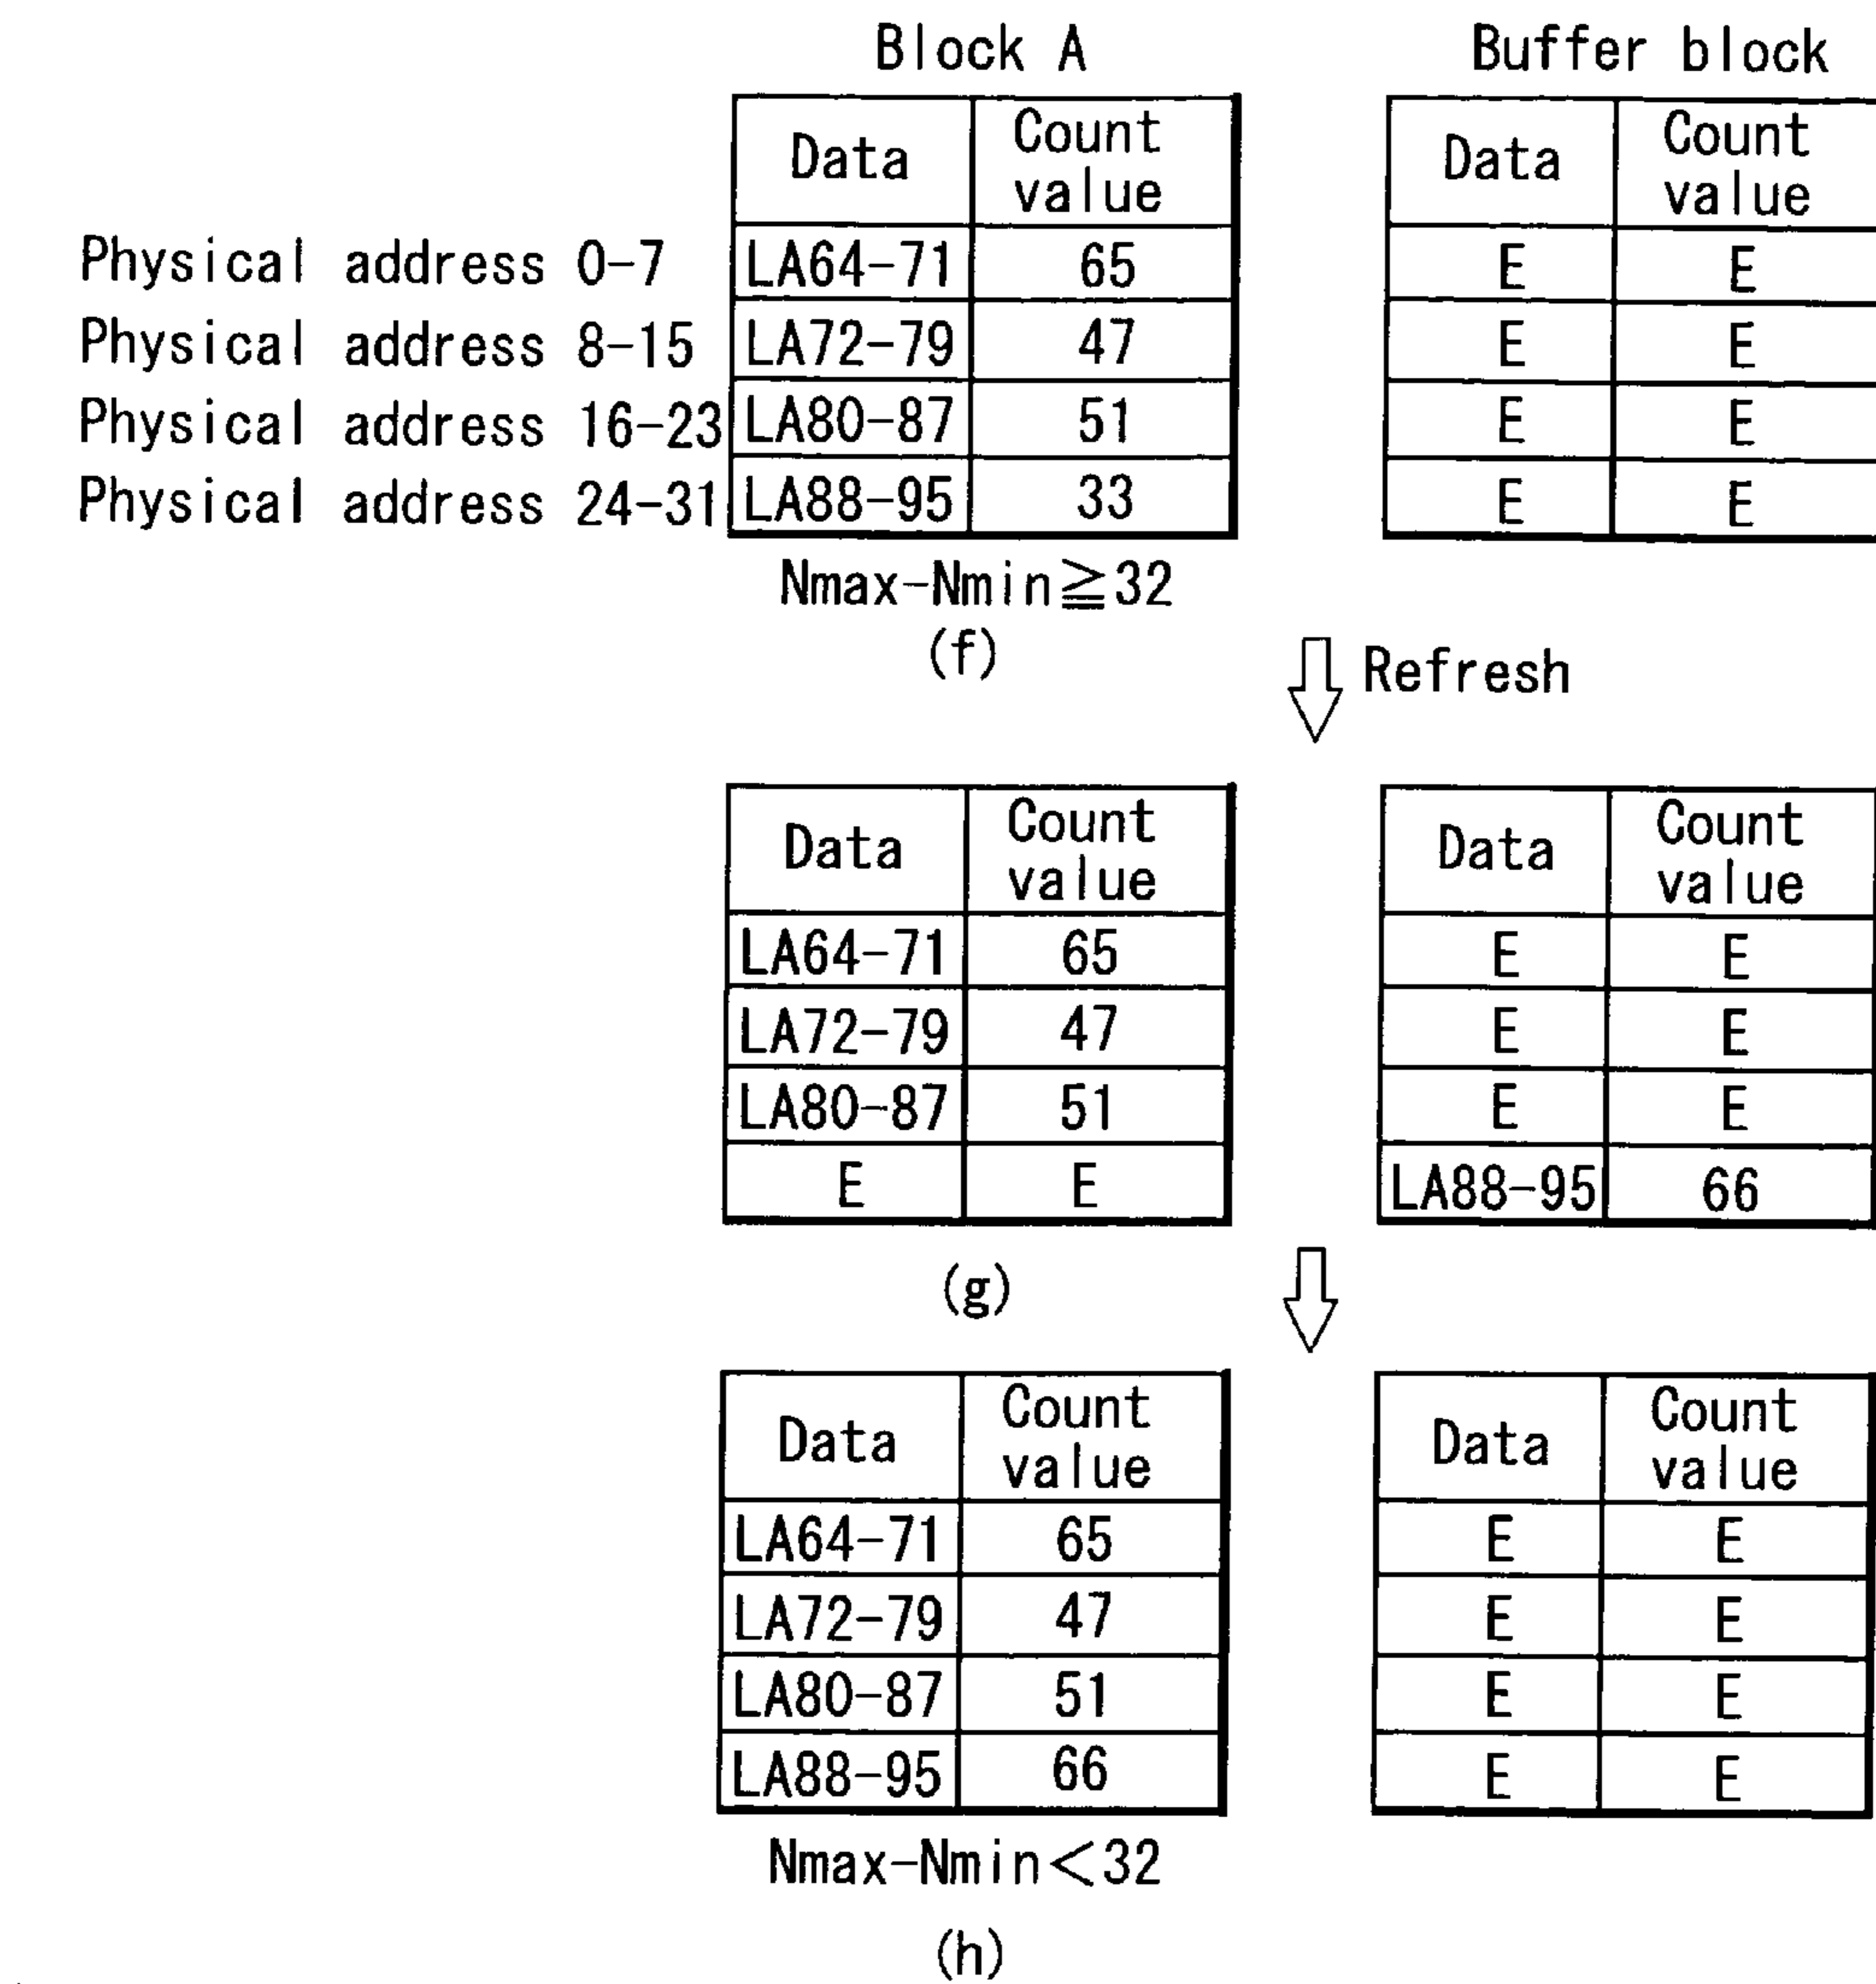 Block A Buffer block
Data Count value Data Count value
Physical address 0-7 LA64-71 65 E E
Physical address 8-15 LA72-79 47 E E
Physical address 16-23 LA80-87 51 E E
Physical address 24-31 LA88-95 33 E E
Nmax-Nmin≧32
(f)
Refresh
Data Count value Data Count value
LA64-71 65 E E
LA72-79 47 E E
LA80-87 51 E E
E E LA88-95 66
(g)
Data Count value Data Count value
LA64-71 65 E E
LA72-79 47 E E
LA80-87 51 E E
LA88-95 66 E E
Nmax-Nmin<32
(h)